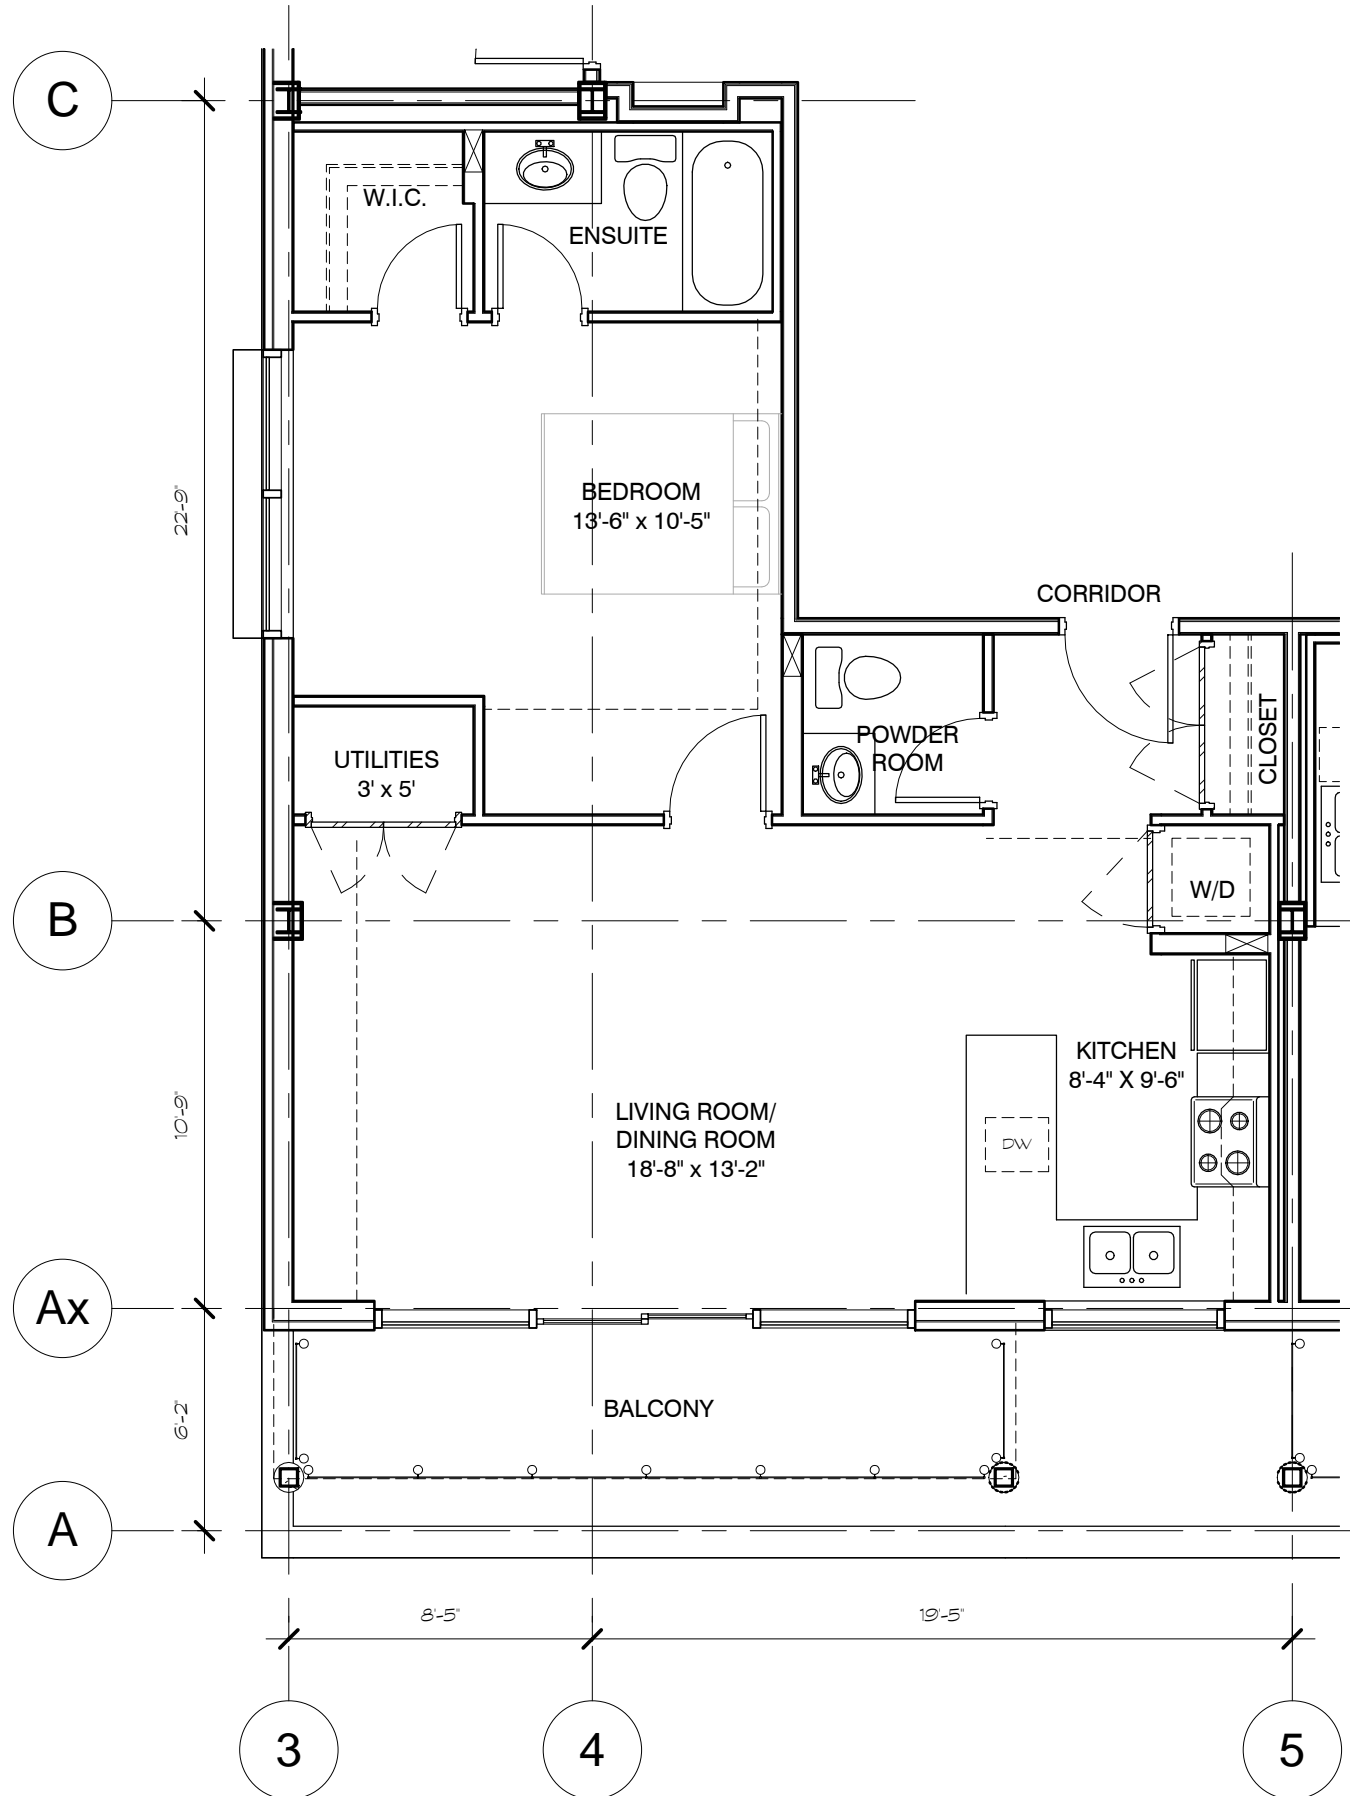 C
W.I.C.
ENSUITE
22'-9"
BEDROOM
13'-6" x 10'-5"
CORRIDOR
CLOSET
POWDER
ROOM
UTILITIES
3' x 5'
W/D
B
KITCHEN
8'-4" X 9'-6"
10'-9"
LIVING ROOM/
DINING ROOM
18'-8" x 13'-2"
DW
Ax
BALCONY
6'-2"
A
8'-5"
19'-5"
3
4
5